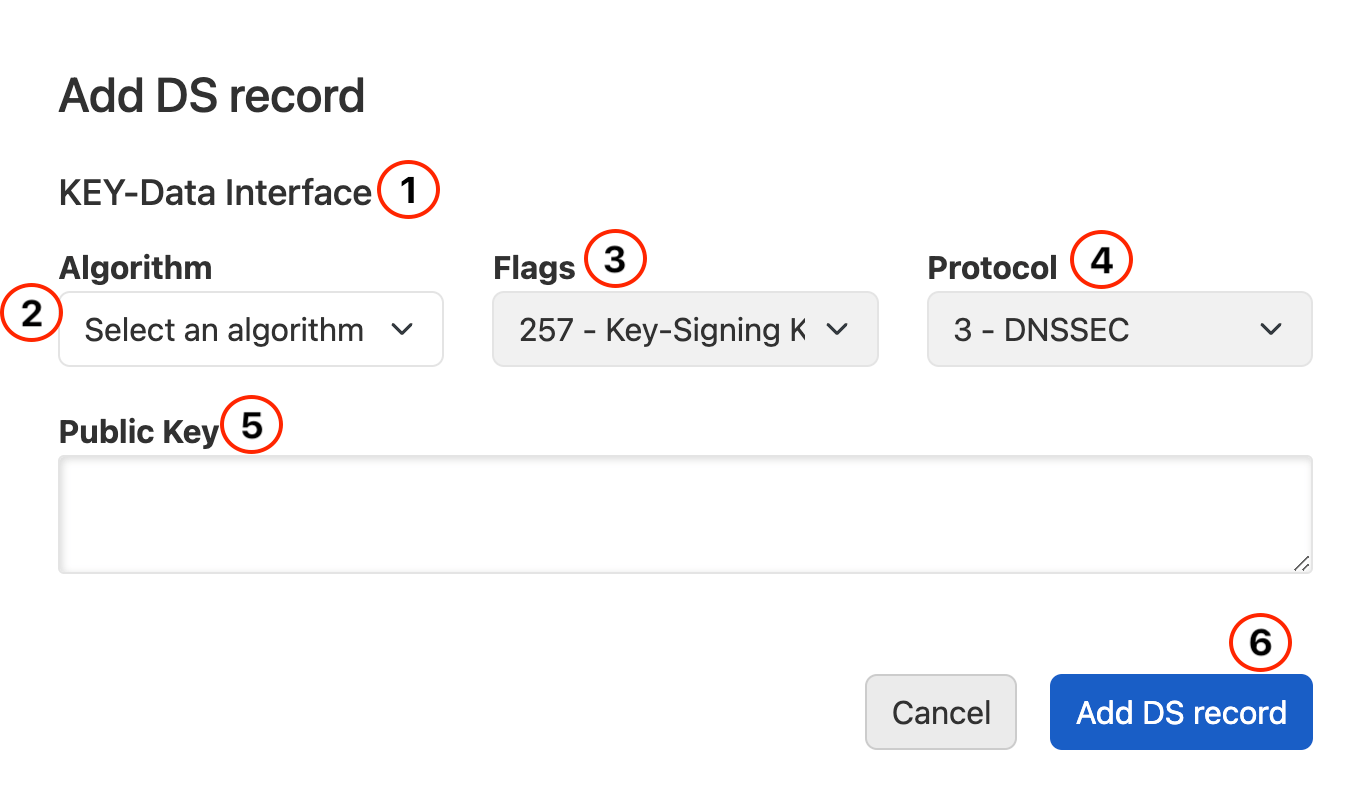 Add DS record
KEY-Data Interface 1
Algorithm Flags 3 Protocol 4
2 Select an algorithm 257 - Key-Signing K 3 - DNSSEC
Public Key 5
6
Cancel Add DS record